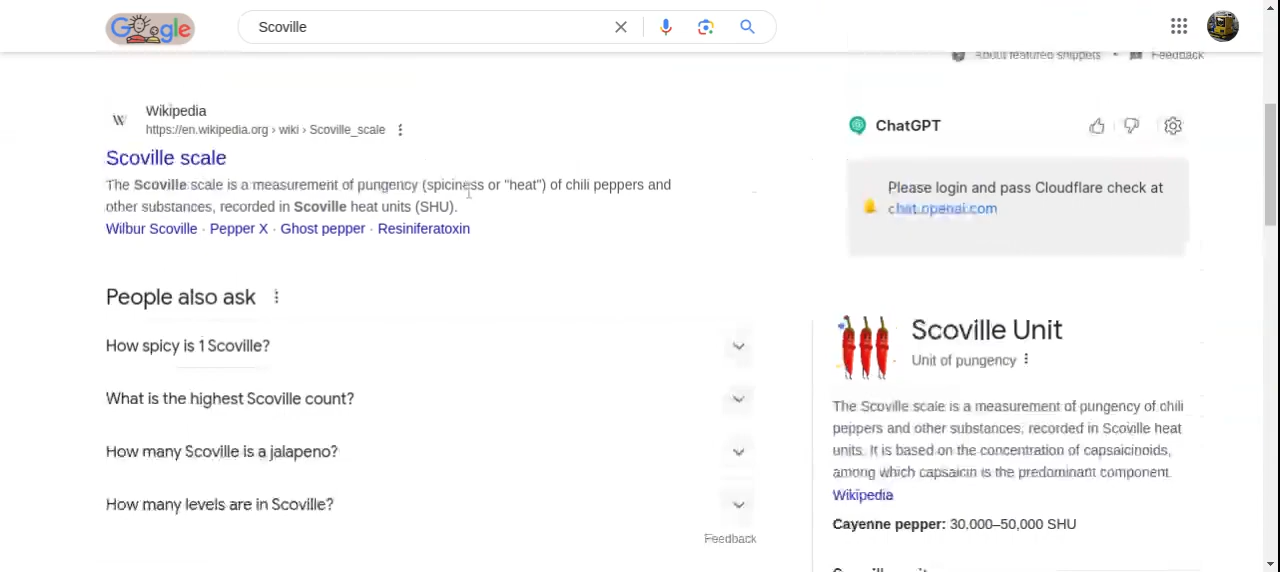 Google
Scoville
About featured snippets
Feedback
Wikipedia
https://en.wikipedia.org › wiki › Scoville_scale
Scoville scale
The Scoville scale is a measurement of pungency (spiciness or "heat") of chili peppers and
other substances, recorded in Scoville heat units (SHU).
Wilbur Scoville · Pepper X · Ghost pepper · Resiniferatoxin
People also ask
How spicy is 1 Scoville?
What is the highest Scoville count?
How many Scoville is a jalapeno?
How many levels are in Scoville?
Feedback
ChatGPT
Please login and pass Cloudflare check at
chat.openai.com
Scoville Unit
Unit of pungency
The Scoville scale is a measurement of pungency of chili
peppers and other substances, recorded in Scoville heat
units. It is based on the concentration of capsaicinoids,
among which capsaicin is the predominant component.
Wikipedia
Cayenne pepper: 30,000–50,000 SHU